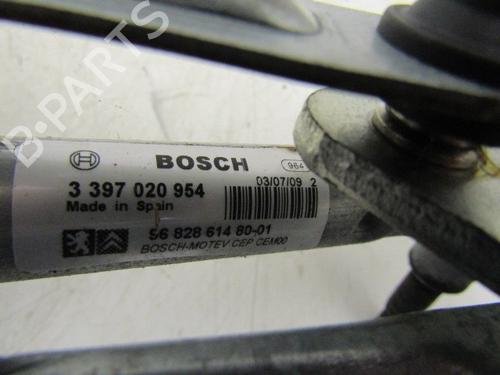 B-PARTS
BOSCH 964
3 397 020 954 03/07/09 2
Made in Spain
96 828 614 80-01
BOSCH-MOTEV CEP CEM00